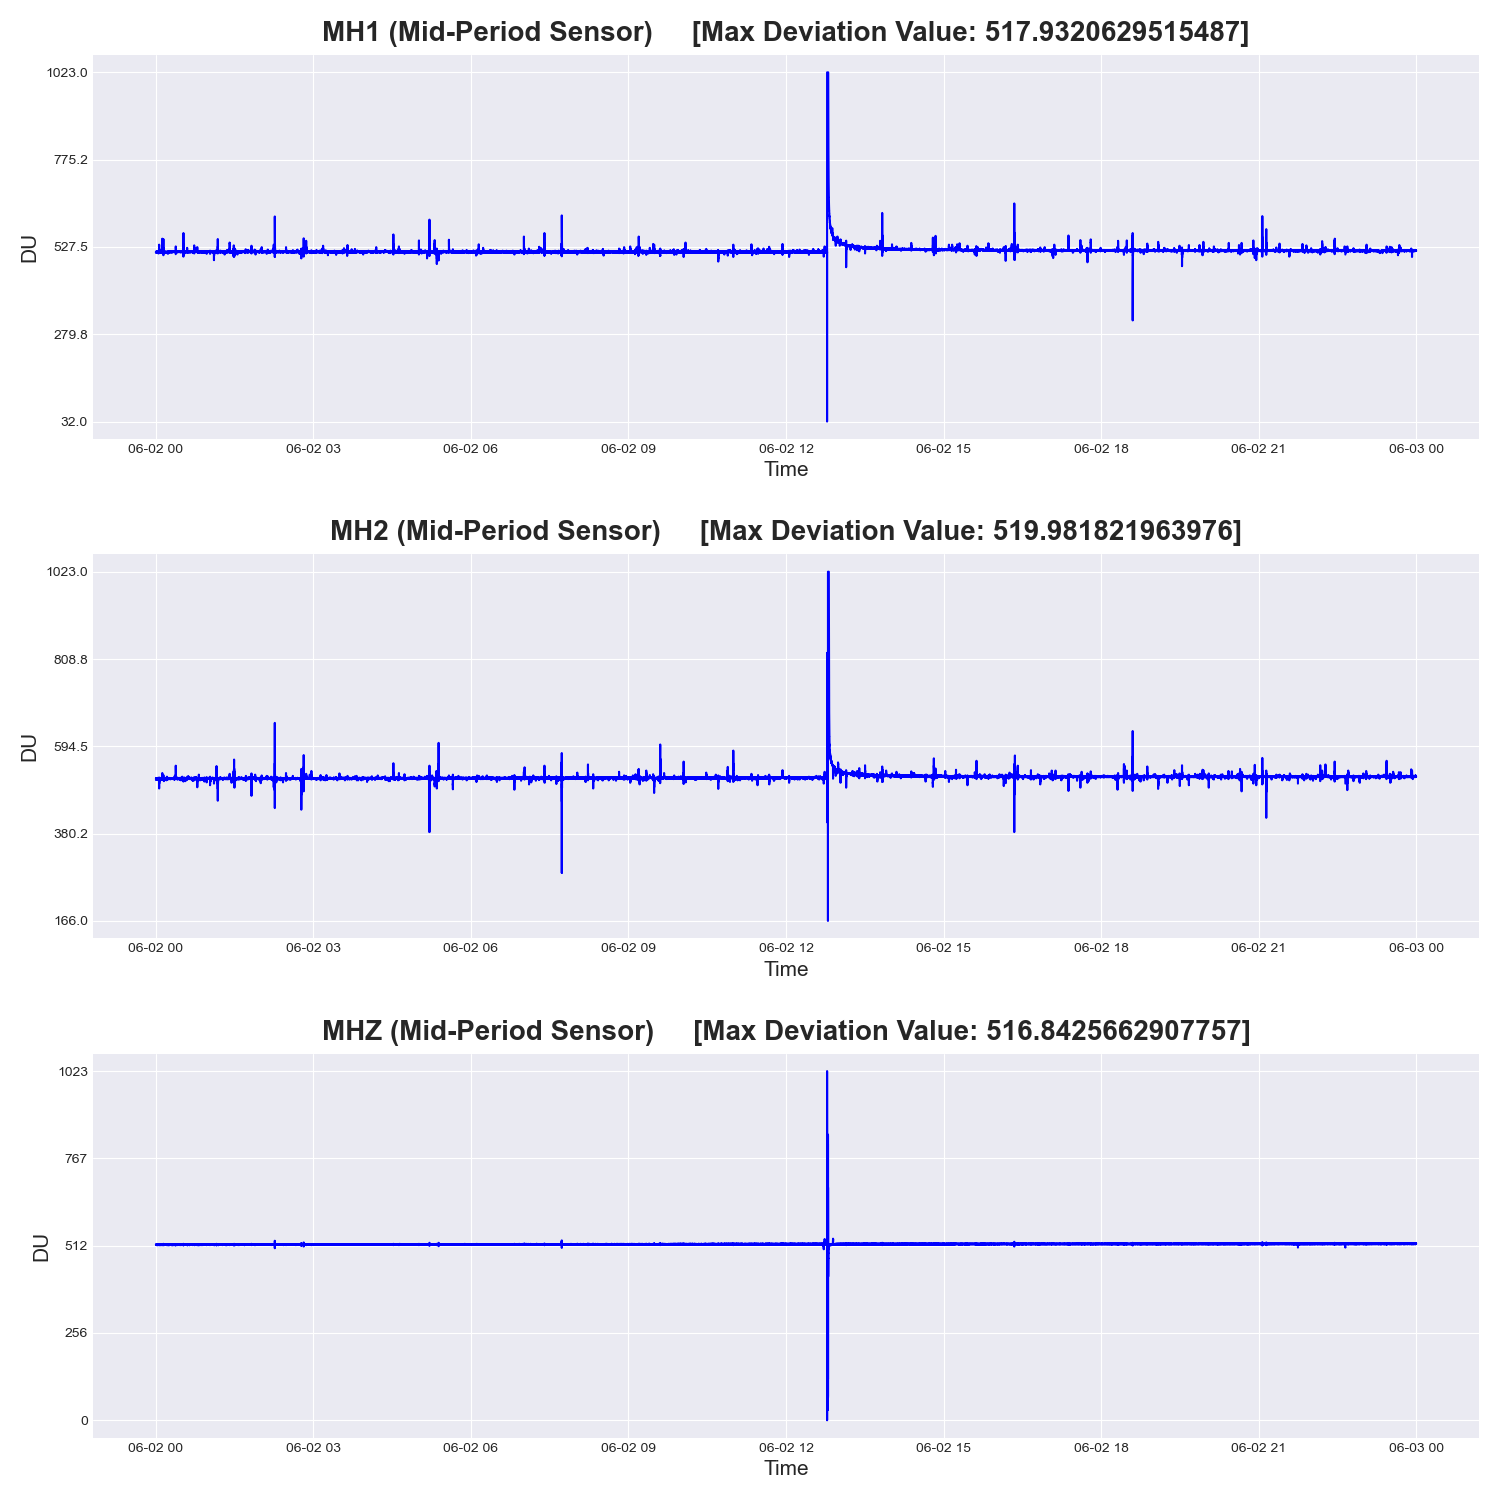 MH1 (Mid-Period Sensor) [Max Deviation Value: 517.9320629515487]
1023.0
775.2
527.5
279.8
32.0
DU
06-02 00 06-02 03 06-02 06 06-02 09 06-02 12 06-02 15 06-02 18 06-02 21 06-03 00
Time
MH2 (Mid-Period Sensor) [Max Deviation Value: 519.981821963976]
1023.0
808.8
594.5
380.2
166.0
DU
06-02 00 06-02 03 06-02 06 06-02 09 06-02 12 06-02 15 06-02 18 06-02 21 06-03 00
Time
MHZ (Mid-Period Sensor) [Max Deviation Value: 516.8425662907757]
1023
767
512
256
0
DU
06-02 00 06-02 03 06-02 06 06-02 09 06-02 12 06-02 15 06-02 18 06-02 21 06-03 00
Time